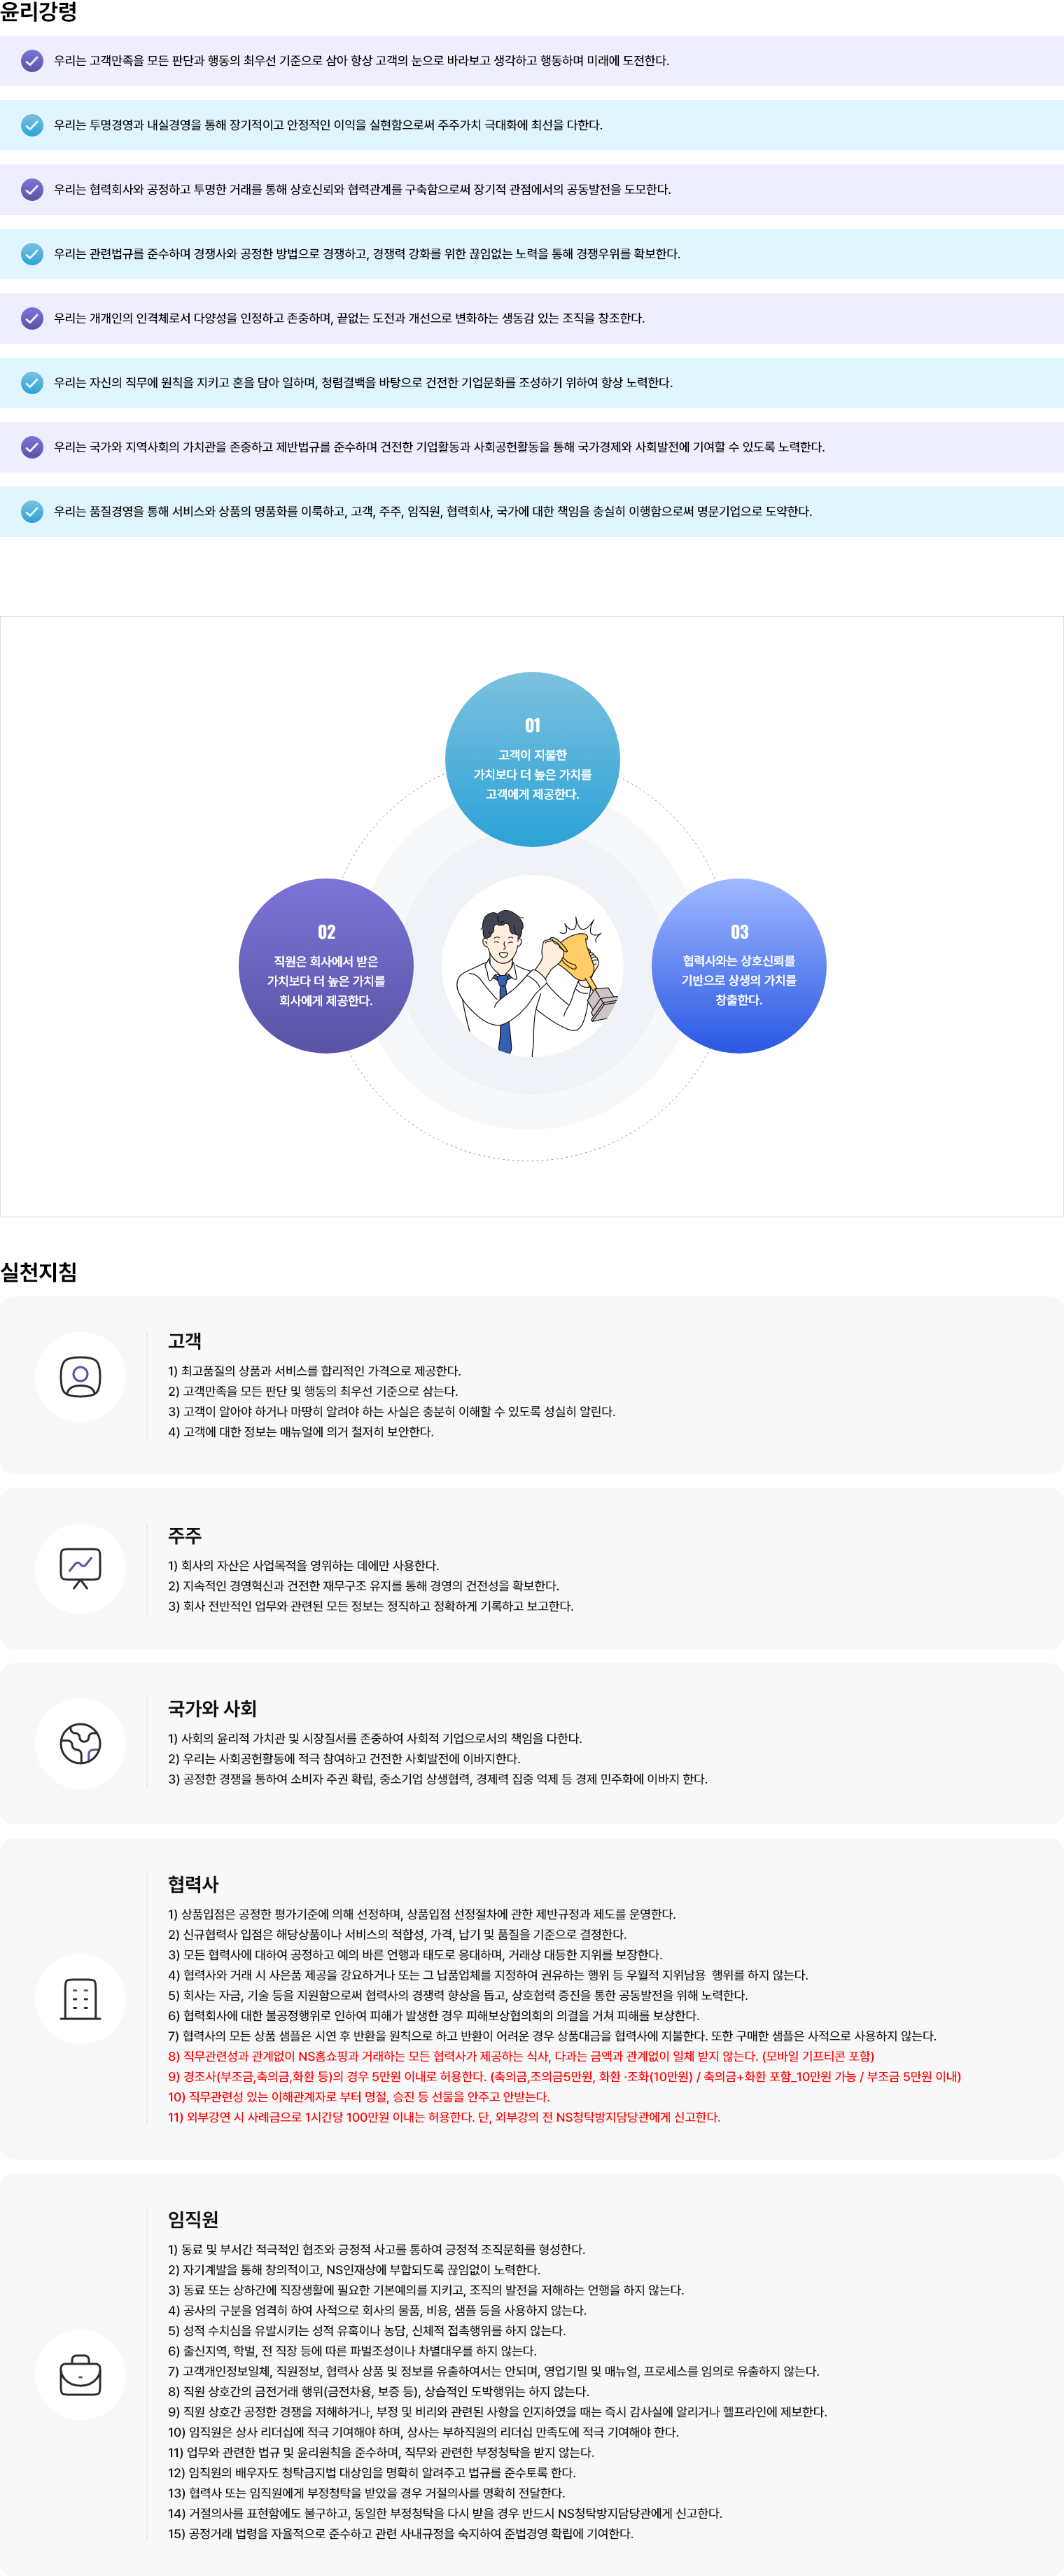 윤리강령
우리는 고객만족을 모든 판단과 행동의 최우선 기준으로 삼아 항상 고객의 눈으로 바라보고 생각하고 행동하며 미래에 도전한다.
우리는 투명경영과 내실경영을 통해 장기적이고 안정적인 이익을 실현함으로써 주주가치 극대화에 최선을 다한다.
우리는 협력회사와 공정하고 투명한 거래를 통해 상호신뢰와 협력관계를 구축함으로써 장기적 관점에서의 공동발전을 도모한다.
우리는 관련법규를 준수하며 경쟁사와 공정한 방법으로 경쟁하고, 경쟁력 강화를 위한 끊임없는 노력을 통해 경쟁우위를 확보한다.
우리는 개개인의 인격체로서 다양성을 인정하고 존중하며, 끝없는 도전과 개선으로 변화하는 생동감 있는 조직을 창조한다.
우리는 자신의 직무에 원칙을 지키고 혼을 담아 일하며, 청렴결백을 바탕으로 건전한 기업문화를 조성하기 위하여 항상 노력한다.
우리는 국가와 지역사회의 가치관을 존중하고 제반법규를 준수하며 건전한 기업활동과 사회공헌활동을 통해 국가경제와 사회발전에 기여할 수 있도록 노력한다.
우리는 품질경영을 통해 서비스와 상품의 명품화를 이룩하고, 고객, 주주, 임직원, 협력회사, 국가에 대한 책임을 충실히 이행함으로써 명문기업으로 도약한다.
01
고객이 지불한
가치보다 더 높은 가치를
고객에게 제공한다.
02
직원은 회사에서 받은
가치보다 더 높은 가치를
회사에게 제공한다.
03
협력사와는 상호신뢰를
기반으로 상생의 가치를
창출한다.
실천지침
고객
1) 최고품질의 상품과 서비스를 합리적인 가격으로 제공한다.
2) 고객만족을 모든 판단 및 행동의 최우선 기준으로 삼는다.
3) 고객이 알아야 하거나 마땅히 알려야 하는 사실은 충분히 이해할 수 있도록 성실히 알린다.
4) 고객에 대한 정보는 매뉴얼에 의거 철저히 보안한다.
주주
1) 회사의 자산은 사업목적을 영위하는 데에만 사용한다.
2) 지속적인 경영혁신과 건전한 재무구조 유지를 통해 경영의 건전성을 확보한다.
3) 회사 전반적인 업무와 관련된 모든 정보는 정직하고 정확하게 기록하고 보고한다.
국가와 사회
1) 사회의 윤리적 가치관 및 시장질서를 존중하여 사회적 기업으로서의 책임을 다한다.
2) 우리는 사회공헌활동에 적극 참여하고 건전한 사회발전에 이바지한다.
3) 공정한 경쟁을 통하여 소비자 주권 확립, 중소기업 상생협력, 경제력 집중 억제 등 경제 민주화에 이바지 한다.
협력사
1) 상품입점은 공정한 평가기준에 의해 선정하며, 상품입점 선정절차에 관한 제반규정과 제도를 운영한다.
2) 신규협력사 입점은 해당상품이나 서비스의 적합성, 가격, 납기 및 품질을 기준으로 결정한다.
3) 모든 협력사에 대하여 공정하고 예의 바른 언행과 태도로 응대하며, 거래상 대등한 지위를 보장한다.
4) 협력사와 거래 시 사은품 제공을 강요하거나 또는 그 납품업체를 지정하여 권유하는 행위 등 우월적 지위남용  행위를 하지 않는다.
5) 회사는 자금, 기술 등을 지원함으로써 협력사의 경쟁력 향상을 돕고, 상호협력 증진을 통한 공동발전을 위해 노력한다.
6) 협력회사에 대한 불공정행위로 인하여 피해가 발생한 경우 피해보상협의회의 의결을 거쳐 피해를 보상한다.
7) 협력사의 모든 상품 샘플은 시연 후 반환을 원칙으로 하고 반환이 어려운 경우 상품대금을 협력사에 지불한다. 또한 구매한 샘플은 사적으로 사용하지 않는다.
8) 직무관련성과 관계없이 NS홈쇼핑과 거래하는 모든 협력사가 제공하는 식사, 다과는 금액과 관계없이 일체 받지 않는다. (모바일 기프티콘 포함)
9) 경조사(부조금,축의금,화환 등)의 경우 5만원 이내로 허용한다. (축의금,조의금5만원, 화환 ·조화(10만원) / 축의금+화환 포함_10만원 가능 / 부조금 5만원 이내)
10) 직무관련성 있는 이해관계자로 부터 명절, 승진 등 선물을 안주고 안받는다.
11) 외부강연 시 사례금으로 1시간당 100만원 이내는 허용한다. 단, 외부강의 전 NS청탁방지담당관에게 신고한다.
임직원
1) 동료 및 부서간 적극적인 협조와 긍정적 사고를 통하여 긍정적 조직문화를 형성한다.
2) 자기계발을 통해 창의적이고, NS인재상에 부합되도록 끊임없이 노력한다.
3) 동료 또는 상하간에 직장생활에 필요한 기본예의를 지키고, 조직의 발전을 저해하는 언행을 하지 않는다.
4) 공사의 구분을 엄격히 하여 사적으로 회사의 물품, 비용, 샘플 등을 사용하지 않는다.
5) 성적 수치심을 유발시키는 성적 유혹이나 농담, 신체적 접촉행위를 하지 않는다.
6) 출신지역, 학벌, 전 직장 등에 따른 파벌조성이나 차별대우를 하지 않는다.
7) 고객개인정보일체, 직원정보, 협력사 상품 및 정보를 유출하여서는 안되며, 영업기밀 및 매뉴얼, 프로세스를 임의로 유출하지 않는다.
8) 직원 상호간의 금전거래 행위(금전차용, 보증 등), 상습적인 도박행위는 하지 않는다.
9) 직원 상호간 공정한 경쟁을 저해하거나, 부정 및 비리와 관련된 사항을 인지하였을 때는 즉시 감사실에 알리거나 헬프라인에 제보한다.
10) 임직원은 상사 리더십에 적극 기여해야 하며, 상사는 부하직원의 리더십 만족도에 적극 기여해야 한다.
11) 업무와 관련한 법규 및 윤리원칙을 준수하며, 직무와 관련한 부정청탁을 받지 않는다.
12) 임직원의 배우자도 청탁금지법 대상임을 명확히 알려주고 법규를 준수토록 한다.
13) 협력사 또는 임직원에게 부정청탁을 받았을 경우 거절의사를 명확히 전달한다.
14) 거절의사를 표현함에도 불구하고, 동일한 부정청탁을 다시 받을 경우 반드시 NS청탁방지담당관에게 신고한다.
15) 공정거래 법령을 자율적으로 준수하고 관련 사내규정을 숙지하여 준법경영 확립에 기여한다.